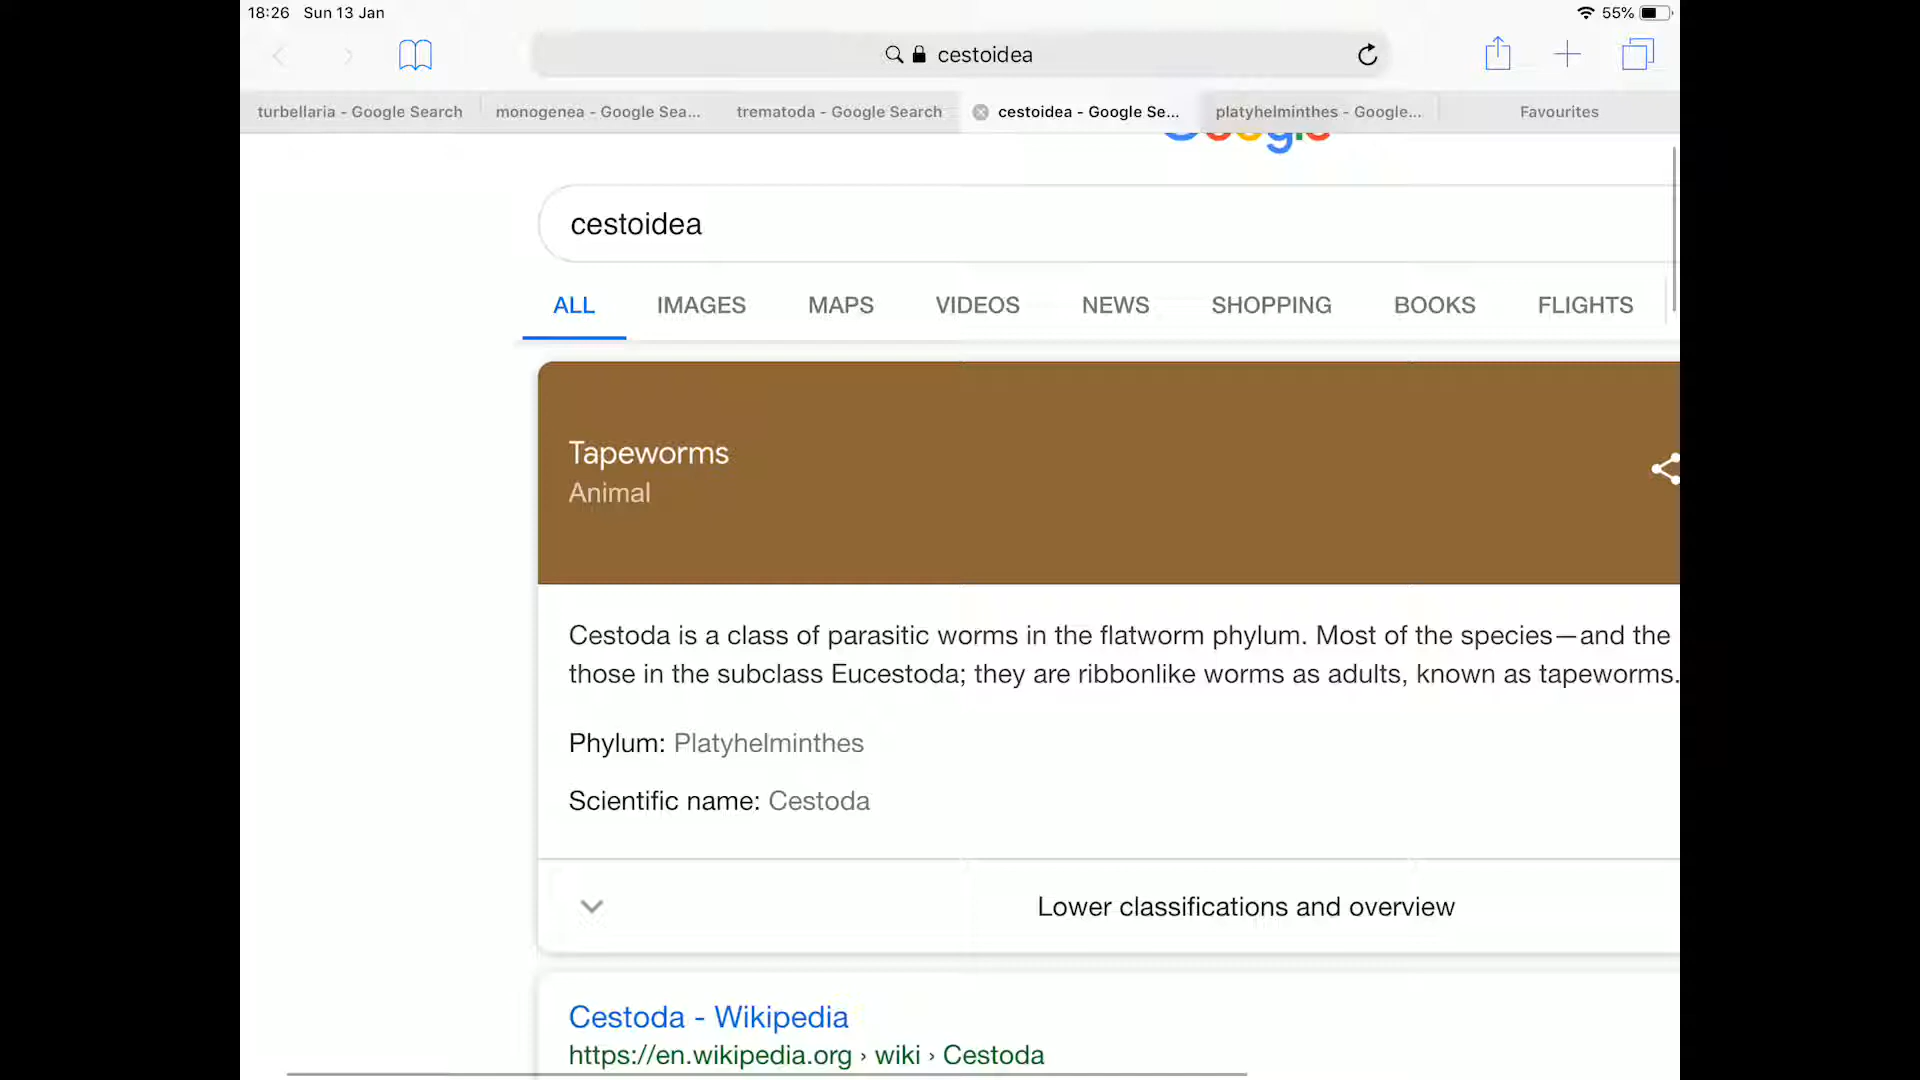 18:26 Sun 13 Jan 55%
cestoidea
turbellaria - Google Search monogenea - Google Sea... trematoda - Google Search cestoidea - Google Se... platyhelminthes - Google... Favourites
Google
cestoidea
ALL IMAGES MAPS VIDEOS NEWS SHOPPING BOOKS FLIGHTS
Tapeworms
Animal
Cestoda is a class of parasitic worms in the flatworm phylum. Most of the species—and the
those in the subclass Eucestoda; they are ribbonlike worms as adults, known as tapeworms.
Phylum: Platyhelminthes
Scientific name: Cestoda
Lower classifications and overview
Cestoda - Wikipedia
https://en.wikipedia.org › wiki › Cestoda